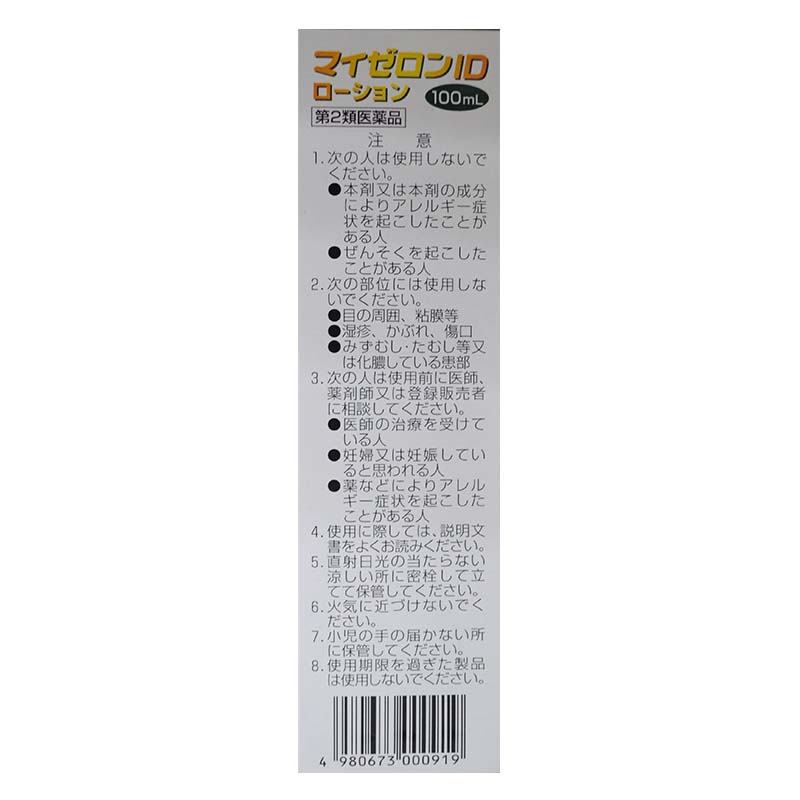 マイゼロンID
ローション 100mL
第2類医薬品
注 意
1. 次の人は使用しないで
ください。
●本剤又は本剤の成分
によりアレルギー症
状を起こしたことが
ある人
●ぜんそくを起こした
ことがある人
2. 次の部位には使用しな
いでください。
●目の周囲、粘膜等
●湿疹、かぶれ、傷口
●みずむし・たむし等又
は化膿している患部
3. 次の人は使用前に医師、
薬剤師又は登録販売者
に相談してください。
●医師の治療を受けて
いる人
●妊婦又は妊娠してい
ると思われる人
●薬などによりアレル
ギー症状を起こした
ことがある人
4. 使用に際しては、説明文
書をよくお読みください。
5. 直射日光の当たらない
涼しい所に密栓して立
てて保管してください。
6. 火気に近づけないでく
ださい。
7. 小児の手の届かない所
に保管してください。
8. 使用期限を過ぎた製品
は使用しないでください。
4 980673 000919